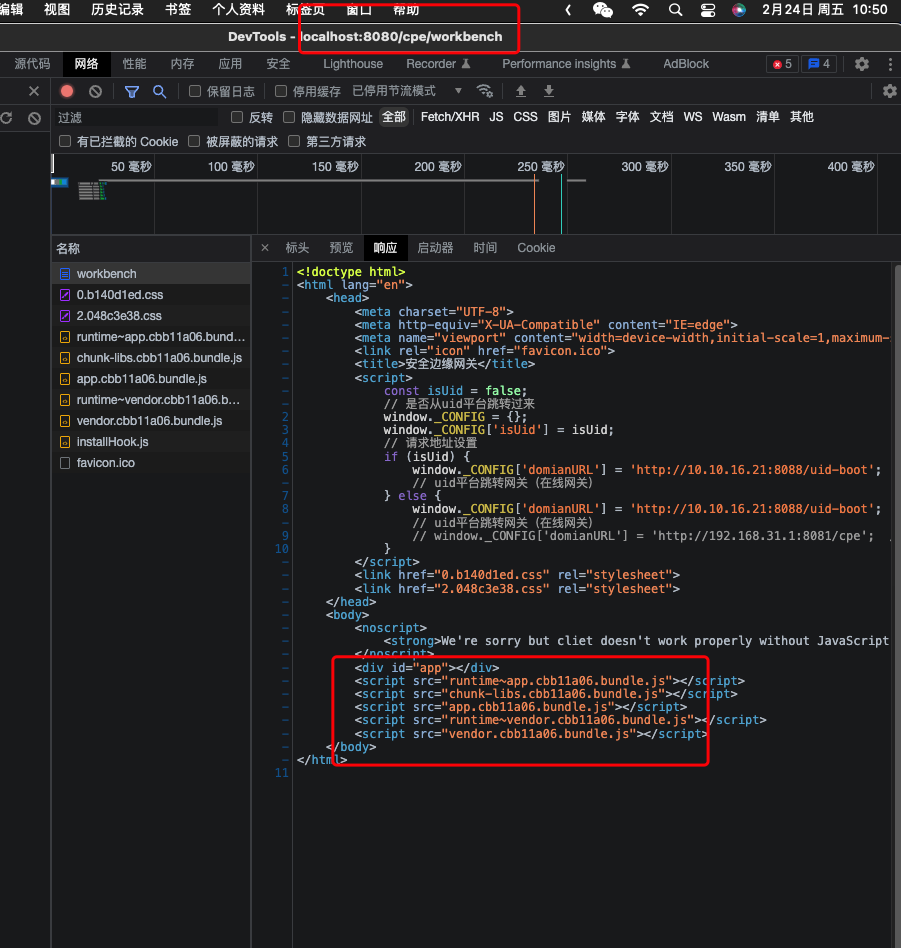 编辑 视图 历史记录 书签 个人资料 标签页 窗口 帮助 2月24日 周五 10:50
DevTools - localhost:8080/cpe/workbench
源代码 网络 性能 内存 应用 安全 Lighthouse Recorder Performance insights AdBlock 5 4
保留日志 停用缓存 已停用节流模式
过滤 反转 隐藏数据网址 全部 Fetch/XHR JS CSS 图片 媒体 字体 文档 WS Wasm 清单 其他
有已拦截的 Cookie 被屏蔽的请求 第三方请求
50 毫秒 100 毫秒 150 毫秒 200 毫秒 250 毫秒 300 毫秒 350 毫秒 400 毫秒
名称
workbench
0.b140d1ed.css
2.048c3e38.css
runtime~app.cbb11a06.bund...
chunk-libs.cbb11a06.bundle.js
app.cbb11a06.bundle.js
runtime~vendor.cbb11a06.b...
vendor.cbb11a06.bundle.js
installHook.js
favicon.ico
× 标头 预览 响应 启动器 时间 Cookie
1 <!doctype html>
- <html lang="en">
- <head>
- <meta charset="UTF-8">
- <meta http-equiv="X-UA-Compatible" content="IE=edge">
- <meta name="viewport" content="width=device-width,initial-scale=1,maximum-
- <link rel="icon" href="favicon.ico">
- <title>安全边缘网关</title>
- <script>
- const isUid = false;
- // 是否从uid平台跳转过来
2 window._CONFIG = {};
3 window._CONFIG['isUid'] = isUid;
4 // 请求地址设置
5 if (isUid) {
6 window._CONFIG['domianURL'] = 'http://10.10.16.21:8088/uid-boot';
- // uid平台跳转网关（在线网关）
7 } else {
8 window._CONFIG['domianURL'] = 'http://10.10.16.21:8088/uid-boot';
- // uid平台跳转网关（在线网关）
9 // window._CONFIG['domianURL'] = 'http://192.168.31.1:8081/cpe';
10 }
- </script>
- <link href="0.b140d1ed.css" rel="stylesheet">
- <link href="2.048c3e38.css" rel="stylesheet">
- </head>
- <body>
- <noscript>
- <strong>We're sorry but cliet doesn't work properly without JavaScript
- </noscript>
- <div id="app"></div>
- <script src="runtime~app.cbb11a06.bundle.js"></script>
- <script src="chunk-libs.cbb11a06.bundle.js"></script>
- <script src="app.cbb11a06.bundle.js"></script>
- <script src="runtime~vendor.cbb11a06.bundle.js"></script>
- <script src="vendor.cbb11a06.bundle.js"></script>
- </body>
- </html>
11